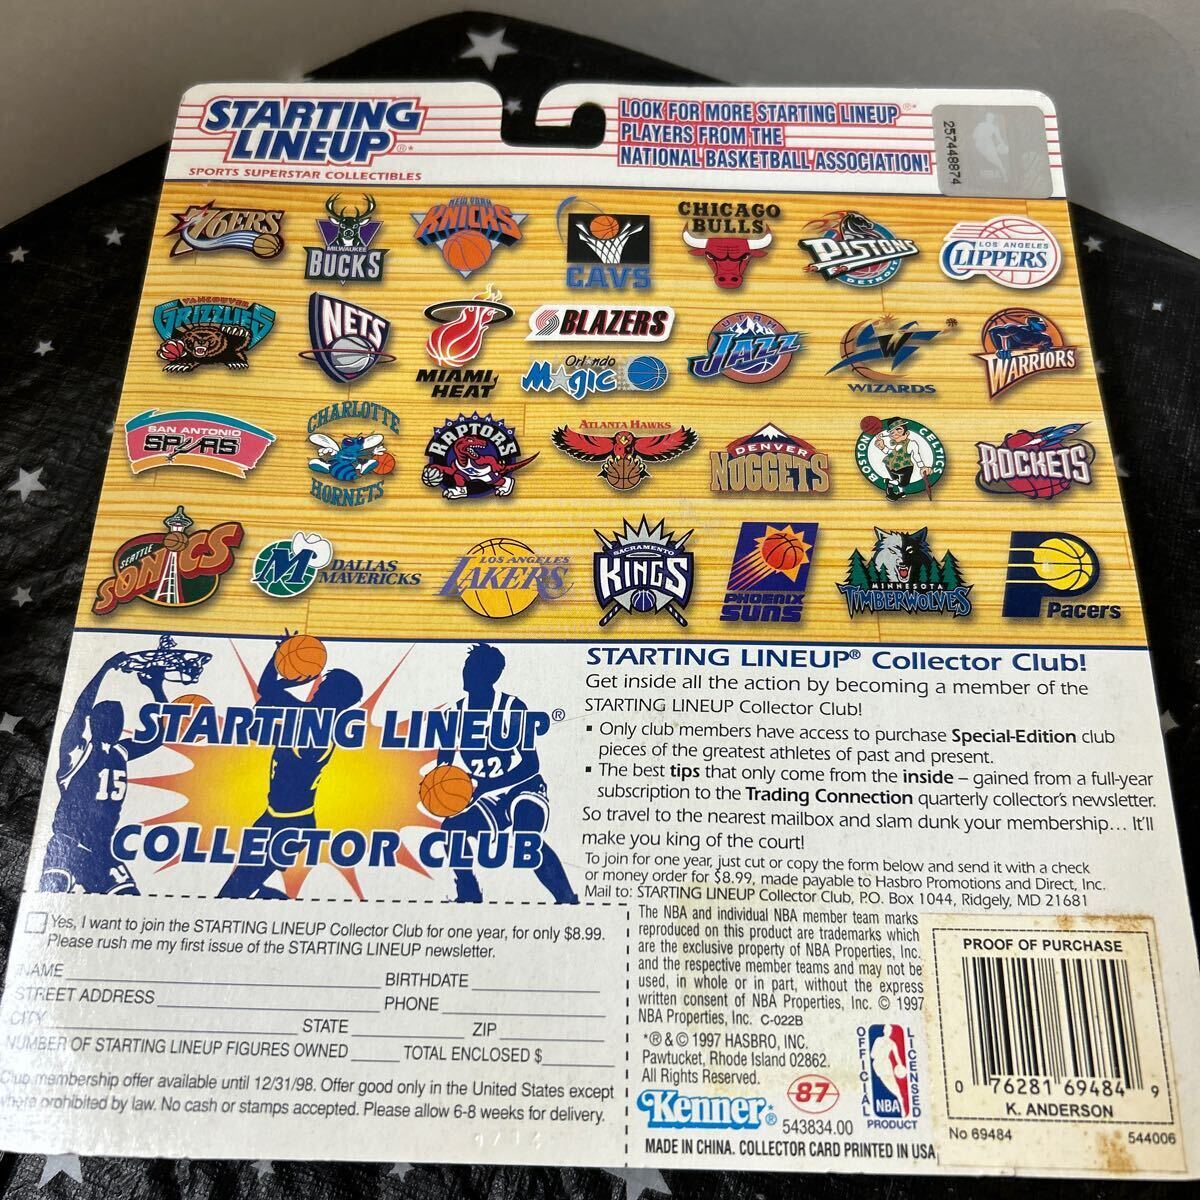 STARTING
LINEUP®*
SPORTS SUPERSTAR COLLECTIBLES
LOOK FOR MORE STARTING LINEUP®*
PLAYERS FROM THE
NATIONAL BASKETBALL ASSOCIATION!
257448874
76ERS
MILWAUKEE
BUCKS
NEW YORK
KNICKS
CAVS
CHICAGO
BULLS
PISTONS
DETROIT
LOS ANGELES
CLIPPERS
VANCOUVER
GRIZZLIES
NETS
MIAMI
HEAT
BLAZERS
Orlando
Magic
UTAH
JAZZ
WIZARDS
WARRIORS
SAN ANTONIO
SPURS
CHARLOTTE
HORNETS
TORONTO
RAPTORS
ATLANTA HAWKS
DENVER
NUGGETS
BOSTON
CELTICS
ROCKETS
SEATTLE
SONICS
M
DALLAS
MAVERICKS
LOS ANGELES
LAKERS
SACRAMENTO
KINGS
PHOENIX
SUNS
MINNESOTA
TIMBERWOLVES
Pacers
15
22
STARTING LINEUP®
COLLECTOR CLUB
STARTING LINEUP® Collector Club!
Get inside all the action by becoming a member of the
STARTING LINEUP Collector Club!
▪ Only club members have access to purchase Special-Edition club
pieces of the greatest athletes of past and present.
▪ The best tips that only come from the inside – gained from a full-year
subscription to the Trading Connection quarterly collector's newsletter.
So travel to the nearest mailbox and slam dunk your membership... It'll
make you king of the court!
To join for one year, just cut or copy the form below and send it with a check
or money order for $8.99, made payable to Hasbro Promotions and Direct, Inc.
Mail to: STARTING LINEUP Collector Club, P.O. Box 1044, Ridgely, MD 21681
Yes, I want to join the STARTING LINEUP Collector Club for one year, for only $8.99.
Please rush me my first issue of the STARTING LINEUP newsletter.
NAME BIRTHDATE
STREET ADDRESS PHONE
CITY STATE ZIP
NUMBER OF STARTING LINEUP FIGURES OWNED TOTAL ENCLOSED $
Club membership offer available until 12/31/98. Offer good only in the United States except
where prohibited by law. No cash or stamps accepted. Please allow 6-8 weeks for delivery.
The NBA and individual NBA member team marks
reproduced on this product are trademarks which
are the exclusive property of NBA Properties, Inc.
and the respective member teams and may not be
used, in whole or in part, without the express
written consent of NBA Properties, Inc. © 1997
NBA Properties, Inc. C-022B
*® & © 1997 HASBRO, INC.
Pawtucket, Rhode Island 02862.
All Rights Reserved.
Kenner®
87
543834.00
MADE IN CHINA. COLLECTOR CARD PRINTED IN USA
OFFICIAL
LICENSED
NBA
PRODUCT
PROOF OF PURCHASE
0 76281 69484 9
K. ANDERSON
No 69484 544006